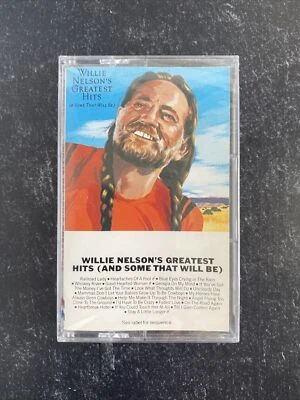 WILLIE
NELSON'S
GREATEST
HITS
(& SOME THAT WILL BE)
WILLIE NELSON'S GREATEST
HITS (AND SOME THAT WILL BE)
Railroad Lady • Heartaches Of A Fool • Blue Eyes Crying In The Rain
• Whiskey River • Good Hearted Woman • Georgia On My Mind • If You've Got
The Money I've Got The Time • Look What Thoughts Will Do • Uncloudy Day
• Mammas Don't Let Your Babies Grow Up To Be Cowboys • My Heroes Have
Always Been Cowboys • Help Me Make It Through The Night • Angel Flying Too
Close To The Ground • I'd Have To Be Crazy • Faded Love • On The Road Again
• Heartbreak Hotel • If You Could Touch Her At All • Till I Gain Control Again
• Stay A Little Longer
See label for sequence.